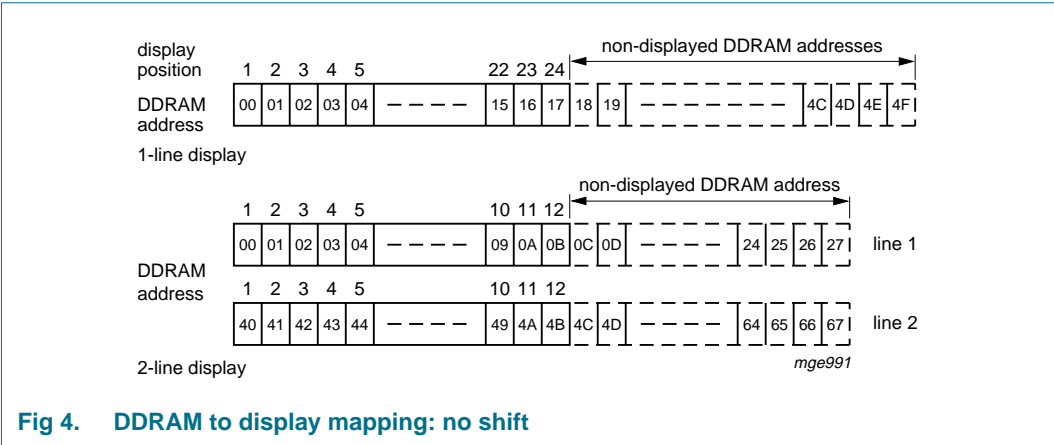 display
position
1 2 3 4 5 22 23 24
non-displayed DDRAM addresses
DDRAM
address
00 01 02 03 04 15 16 17 18 19 4C 4D 4E 4F
1-line display
non-displayed DDRAM address
1 2 3 4 5 10 11 12
00 01 02 03 04 09 0A 0B 0C 0D 24 25 26 27 line 1
DDRAM
address
1 2 3 4 5 10 11 12
40 41 42 43 44 49 4A 4B 4C 4D 64 65 66 67 line 2
2-line display
mge991
Fig 4. DDRAM to display mapping: no shift